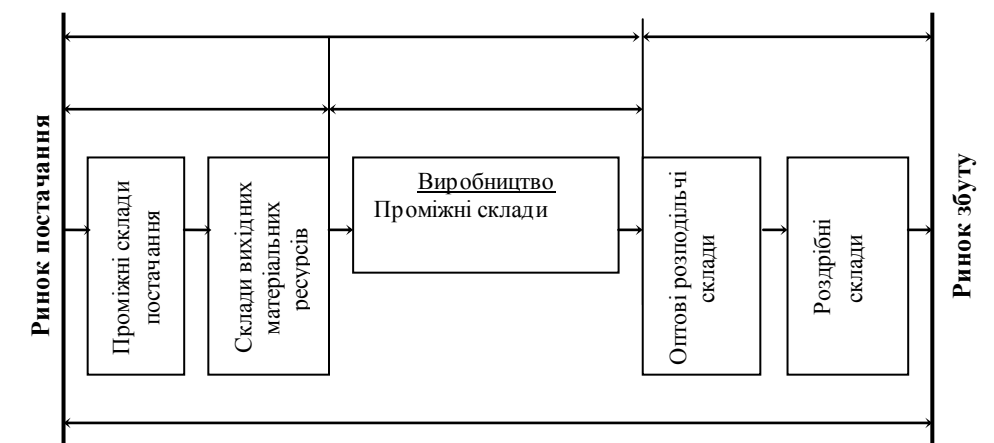 Ринок постачання
Проміжні склади
постачання
Склади вихідних
матеріальних
ресурсів
Виробництво
Проміжні склади
Оптові розподільчі
склади
Роздрібні
склади
Ринок збуту